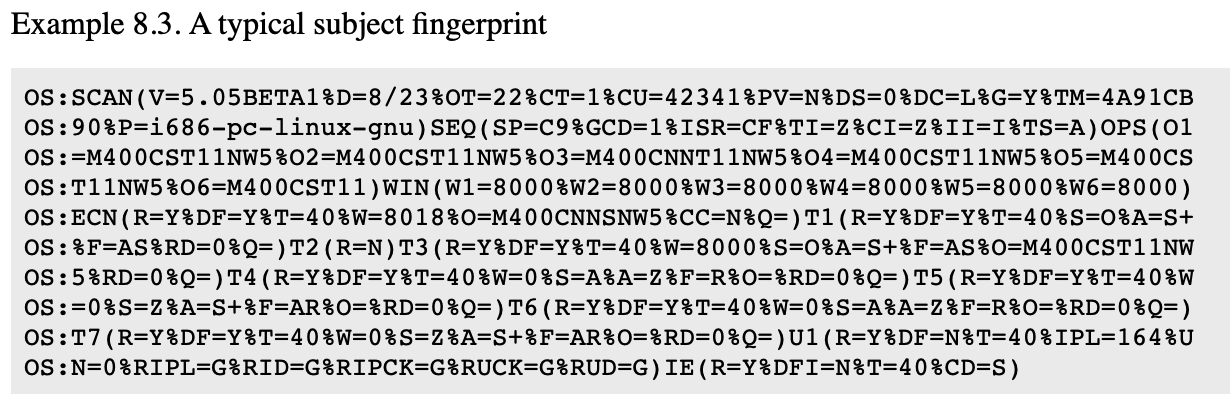 Example 8.3. A typical subject fingerprint
OS:SCAN(V=5.05BETA1%D=8/23%OT=22%CT=1%CU=42341%PV=N%DS=0%DC=L%G=Y%TM=4A91CB
OS:90%P=i686-pc-linux-gnu)SEQ(SP=C9%GCD=1%ISR=CF%TI=Z%CI=Z%II=I%TS=A)OPS(O1
OS:=M400CST11NW5%O2=M400CST11NW5%O3=M400CNNT11NW5%O4=M400CST11NW5%O5=M400CS
OS:T11NW5%O6=M400CST11)WIN(W1=8000%W2=8000%W3=8000%W4=8000%W5=8000%W6=8000)
OS:ECN(R=Y%DF=Y%T=40%W=8018%O=M400CNNSNW5%CC=N%Q=)T1(R=Y%DF=Y%T=40%S=O%A=S+
OS:%F=AS%RD=0%Q=)T2(R=N)T3(R=Y%DF=Y%T=40%W=8000%S=O%A=S+%F=AS%O=M400CST11NW
OS:5%RD=0%Q=)T4(R=Y%DF=Y%T=40%W=0%S=A%A=Z%F=R%O=%RD=0%Q=)T5(R=Y%DF=Y%T=40%W
OS:=0%S=Z%A=S+%F=AR%O=%RD=0%Q=)T6(R=Y%DF=Y%T=40%W=0%S=A%A=Z%F=R%O=%RD=0%Q=)
OS:T7(R=Y%DF=Y%T=40%W=0%S=Z%A=S+%F=AR%O=%RD=0%Q=)U1(R=Y%DF=N%T=40%IPL=164%U
OS:N=0%RIPL=G%RID=G%RIPCK=G%RUCK=G%RUD=G)IE(R=Y%DFI=N%T=40%CD=S)